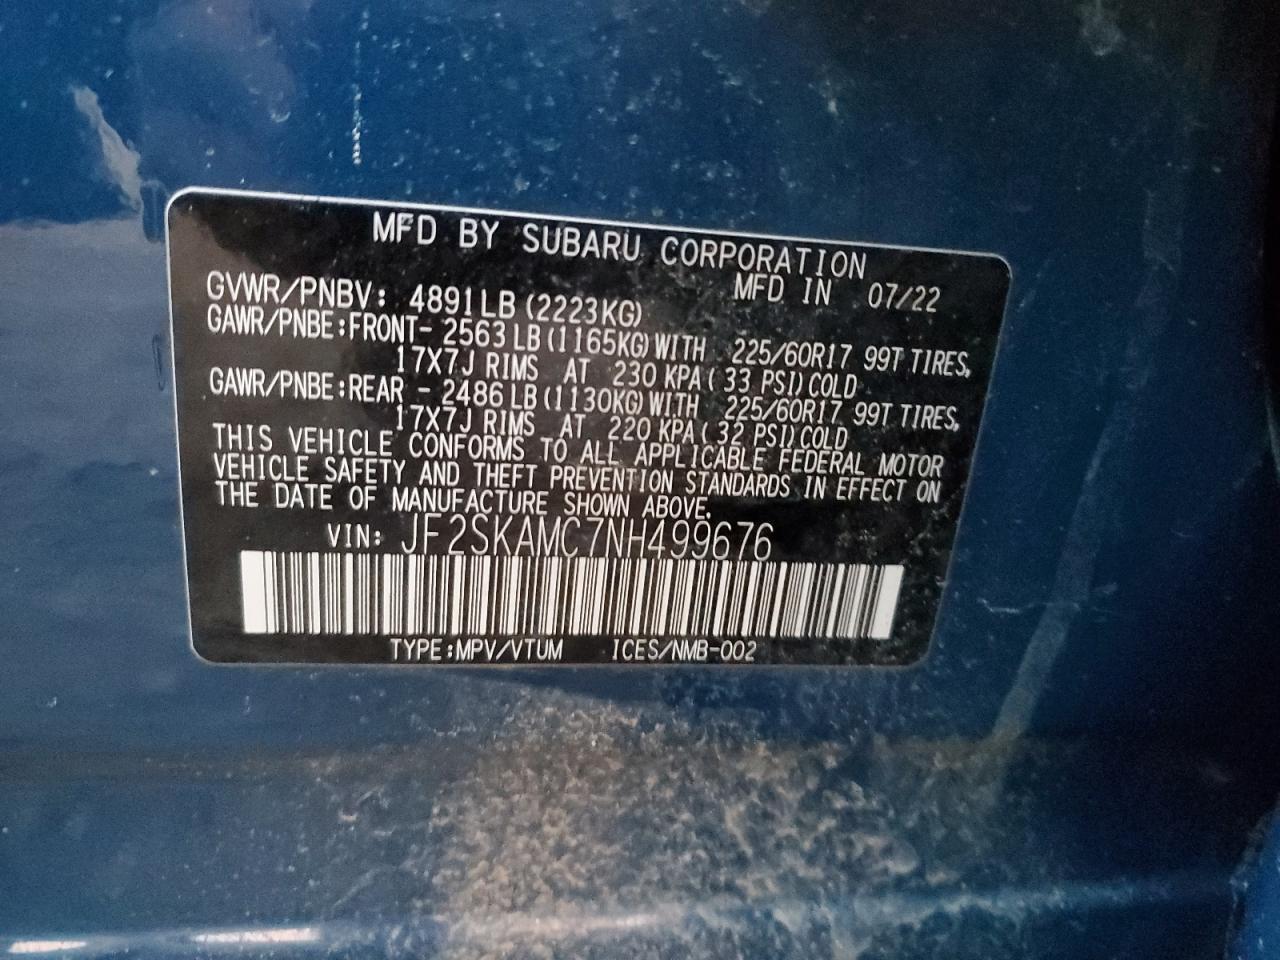 MFD BY SUBARU CORPORATION
MFD IN 07/22
GVWR/PNBV: 4891LB (2223KG)
GAWR/PNBE:FRONT- 2563LB (1165KG) WITH 225/60R17 99T TIRES,
17X7J RIMS AT 230 KPA( 33 PSI) COLD
GAWR/PNBE:REAR - 2486LB (1130KG) WITH 225/60R17 99T TIRES,
17X7J RIMS AT 220 KPA( 32 PSI) COLD
THIS VEHICLE CONFORMS TO ALL APPLICABLE FEDERAL MOTOR
VEHICLE SAFETY AND THEFT PREVENTION STANDARDS IN EFFECT ON
THE DATE OF MANUFACTURE SHOWN ABOVE.
VIN: JF2SKAMC7NH499676
TYPE:MPV/VTUM ICES/NMB-002